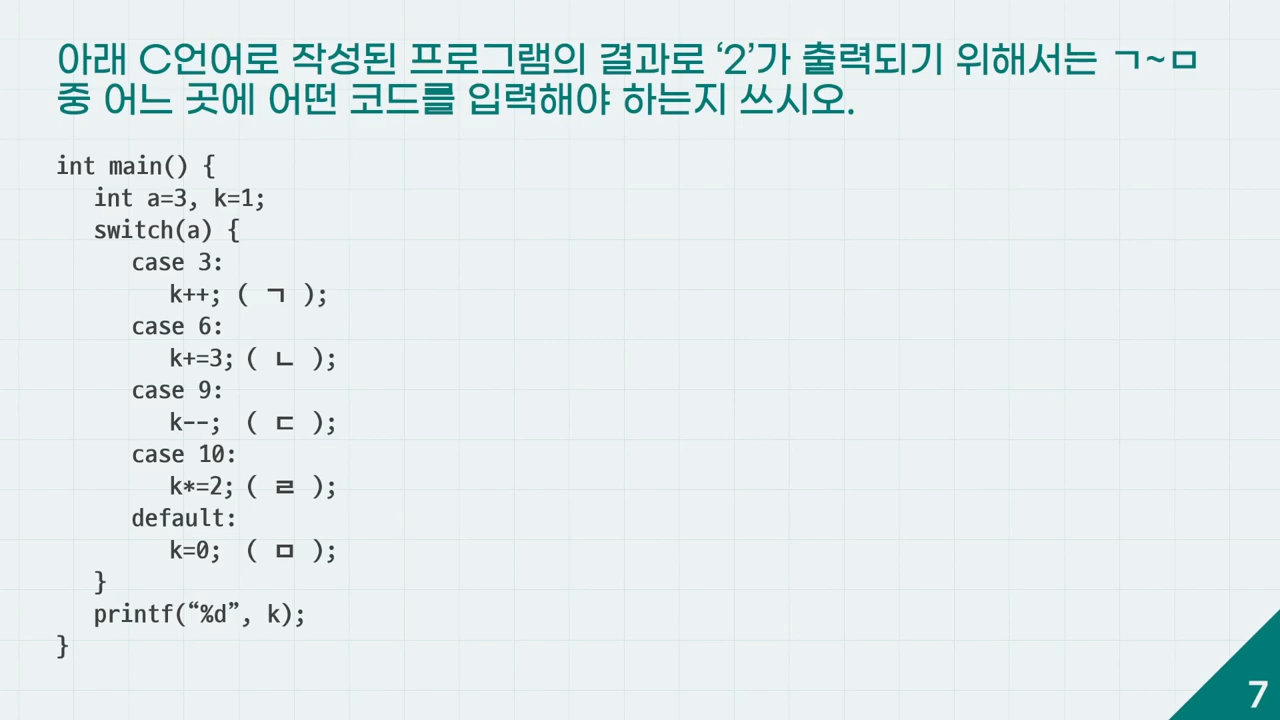 아래 C언어로 작성된 프로그램의 결과로 ‘2’가 출력되기 위해서는 ㄱ~ㅁ
중 어느 곳에 어떤 코드를 입력해야 하는지 쓰시오.
int main() {
int a=3, k=1;
switch(a) {
case 3:
k++; ( ㄱ );
case 6:
k+=3; ( ㄴ );
case 9:
k--; ( ㄷ );
case 10:
k*=2; ( ㄹ );
default:
k=0; ( ㅁ );
}
printf(“%d”, k);
}
7